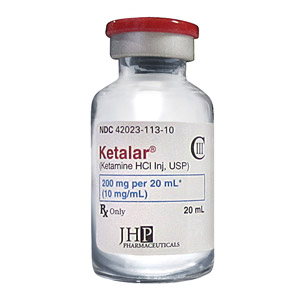 NDC 42023-113-10
Ketalar® CIII
(Ketamine HCl Inj, USP)
200 mg per 20 mL*
(10 mg/mL)
Rx Only 20 mL
JHP
PHARMACEUTICALS